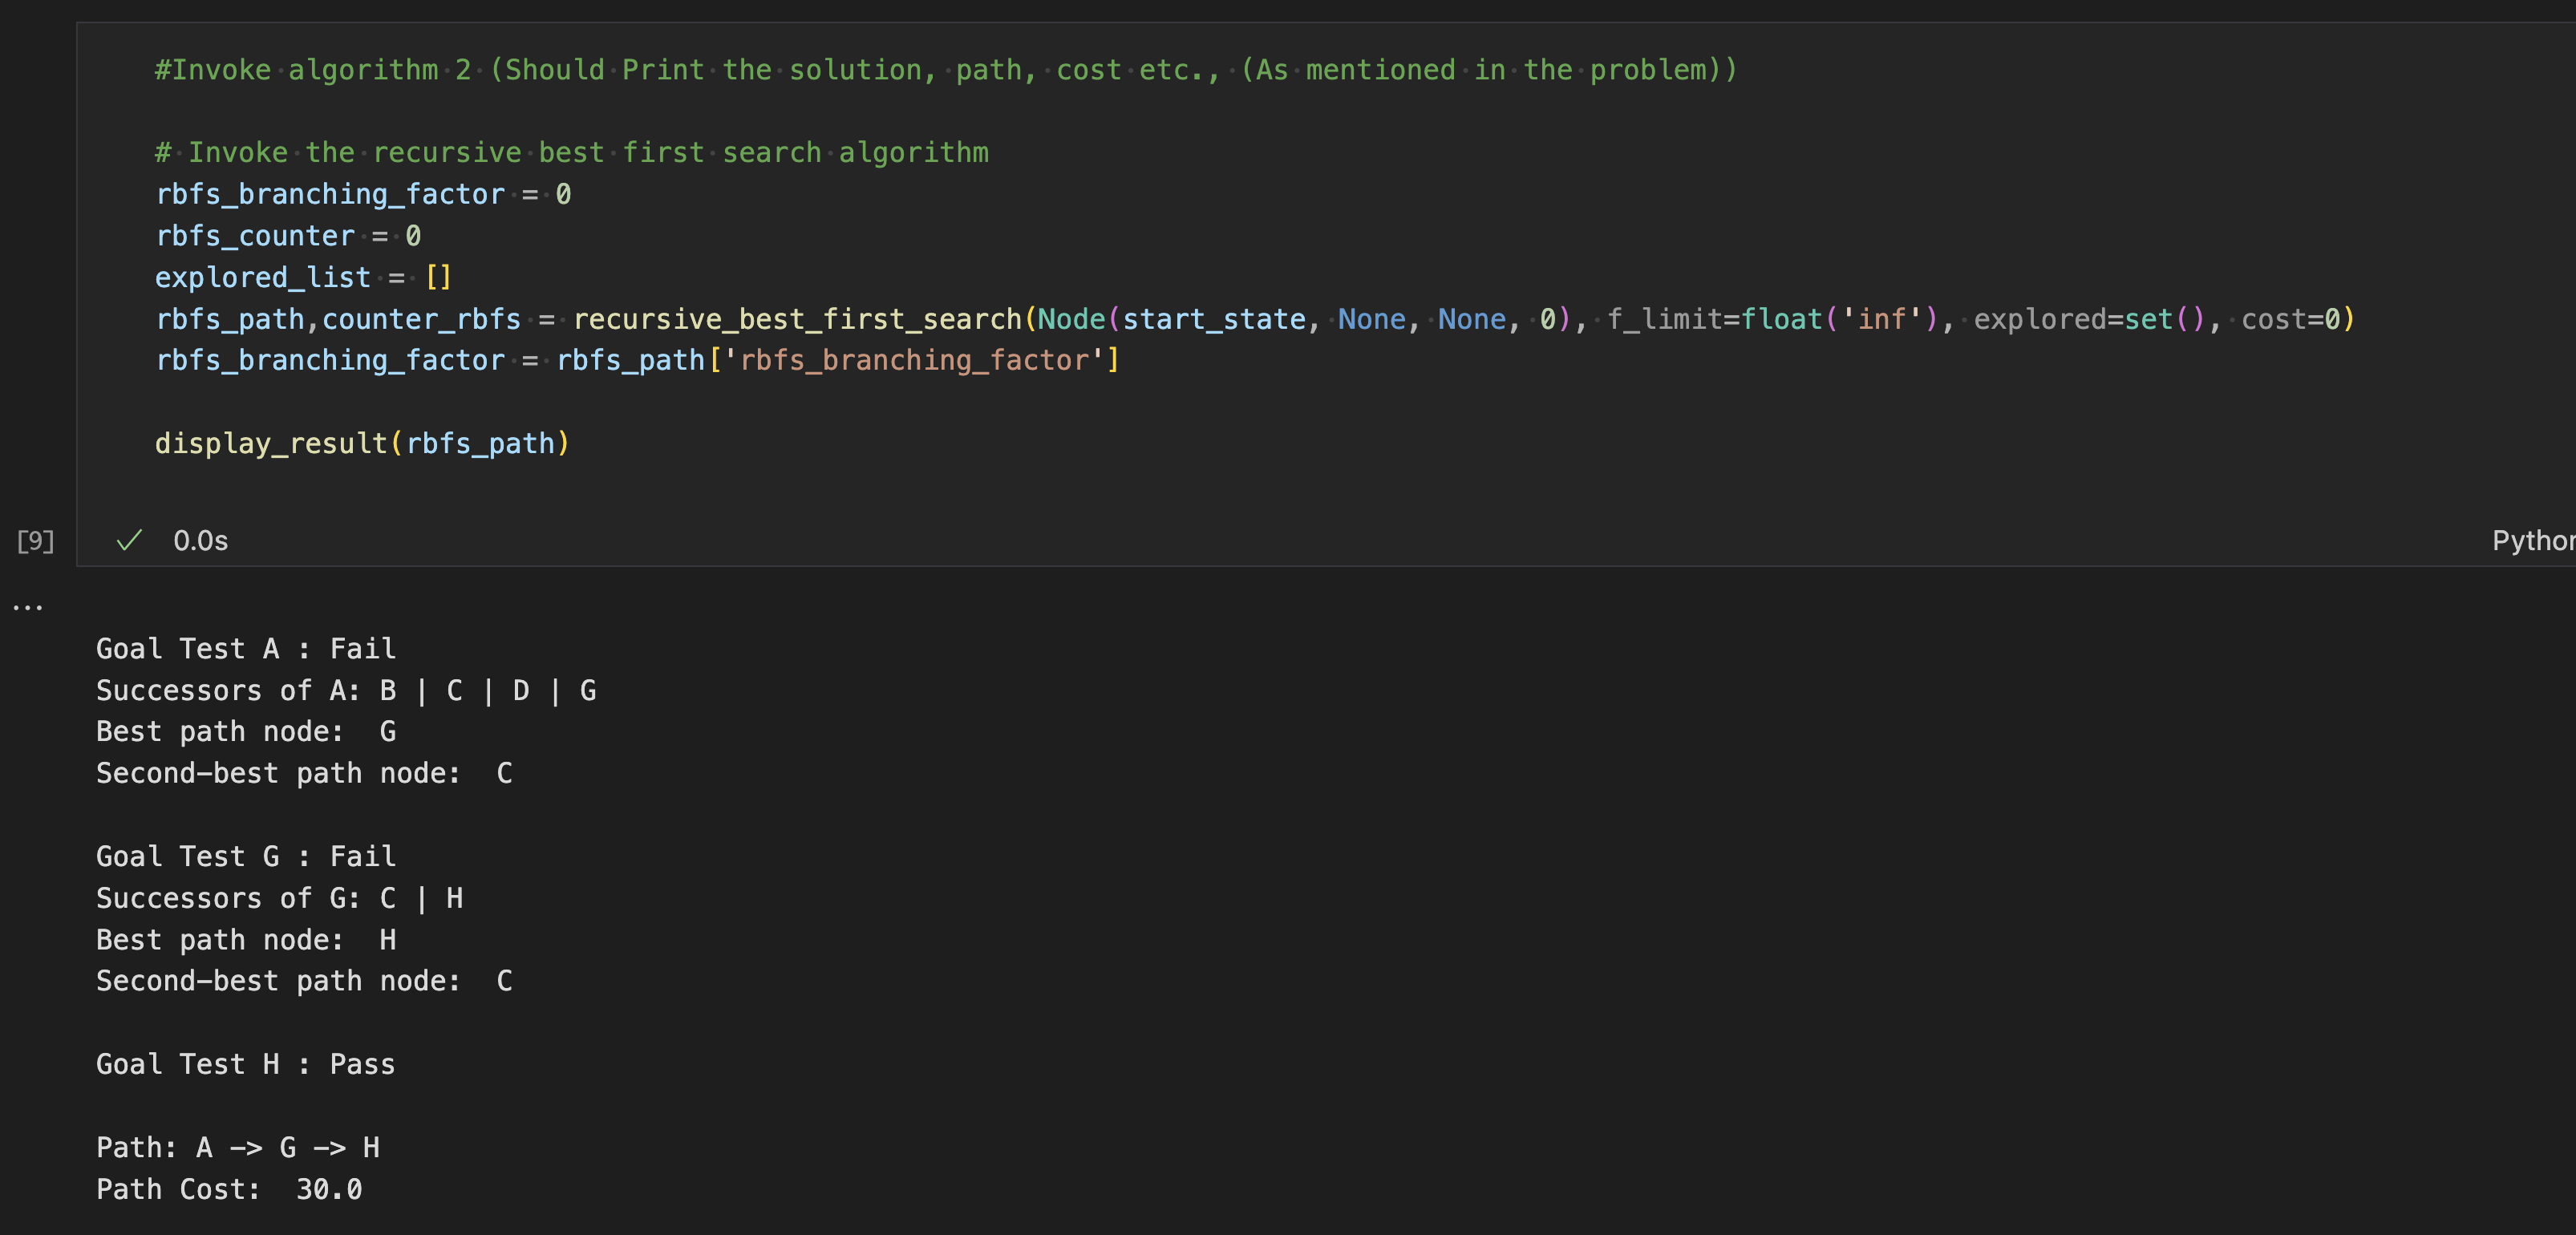 #Invoke algorithm 2 (Should Print the solution, path, cost etc., (As mentioned in the problem))
# Invoke the recursive best first search algorithm
rbfs_branching_factor = 0
rbfs_counter = 0
explored_list = []
rbfs_path,counter_rbfs = recursive_best_first_search(Node(start_state, None, None, 0), f_limit=float('inf'), explored=set(), cost=0)
rbfs_branching_factor = rbfs_path['rbfs_branching_factor']
display_result(rbfs_path)
[9] 0.0s Python
...
Goal Test A : Fail
Successors of A: B | C | D | G
Best path node:  G
Second-best path node:  C
Goal Test G : Fail
Successors of G: C | H
Best path node:  H
Second-best path node:  C
Goal Test H : Pass
Path: A -> G -> H
Path Cost:  30.0